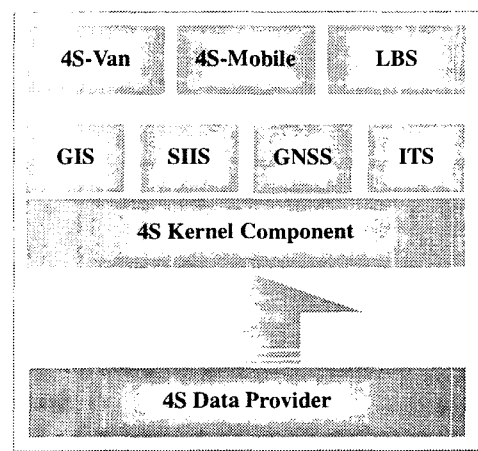 4S-Van 4S-Mobile LBS
GIS SIIS GNSS ITS
4S Kernel Component
4S Data Provider